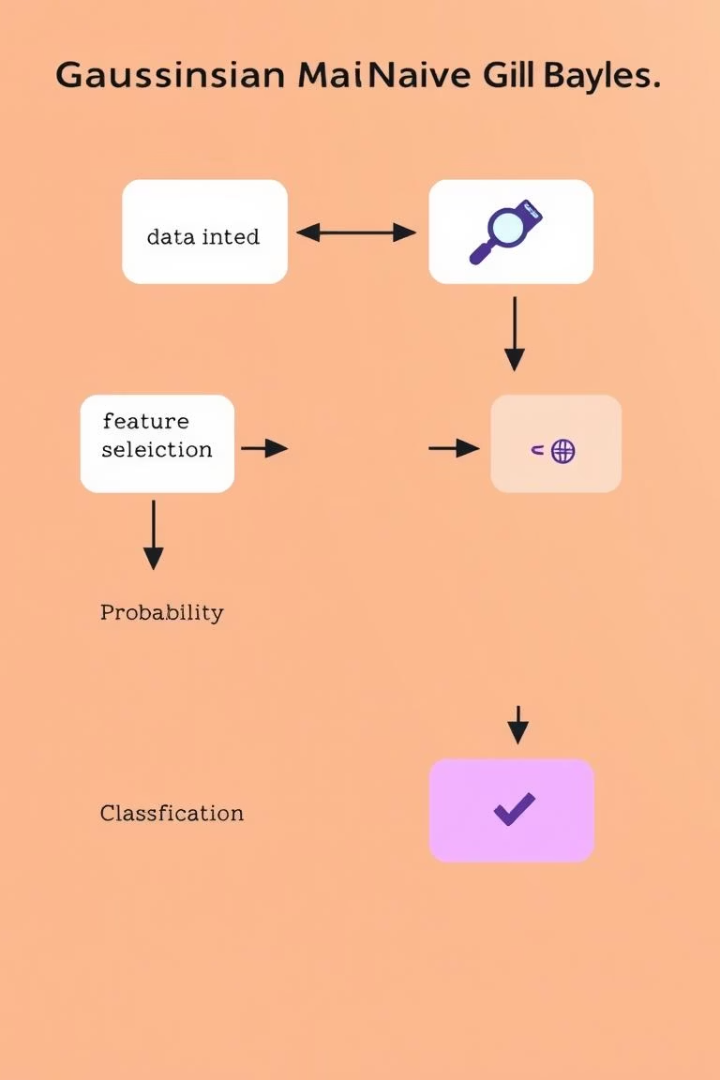 Gaussinsian MaiNaive Gill Bayles.
data inted
feature
seleiction
Probability
Classfication